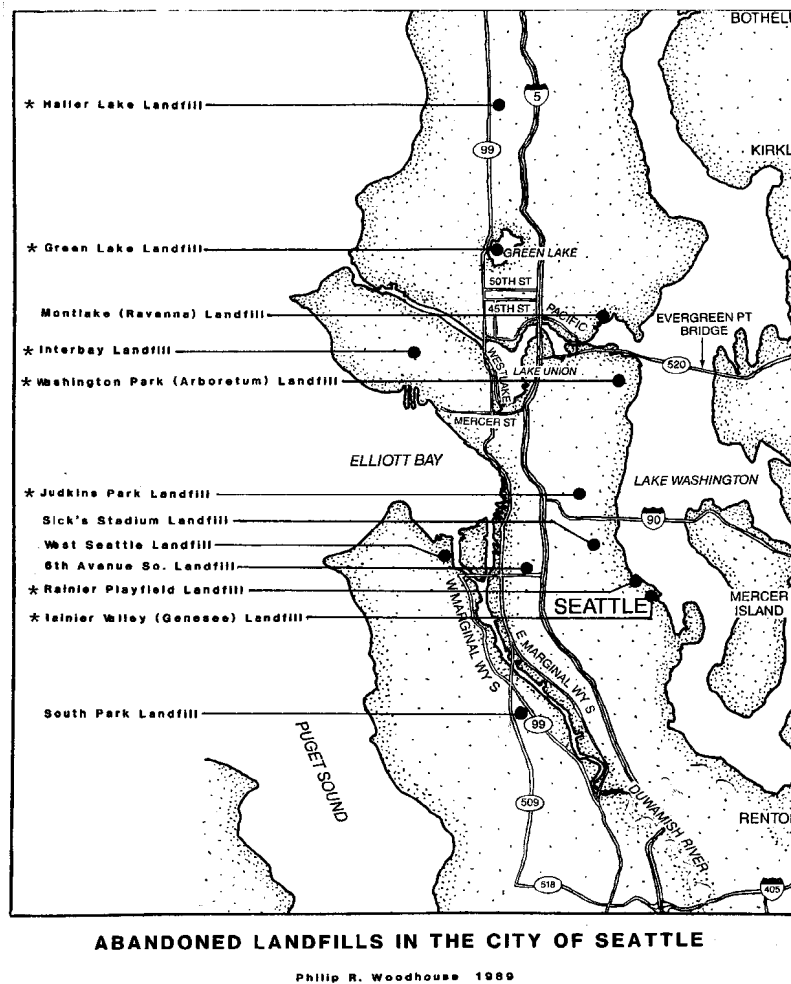 BOTHEL
* Haller Lake Landfill
5
99
KIRKL
* Green Lake Landfill
GREEN LAKE
50TH ST
Montlake (Ravenna) Landfill
45TH ST
PACIFIC
EVERGREEN PT
BRIDGE
* Interbay Landfill
520
WESTLAKE
LAKE UNION
* Washington Park (Arboretum) Landfill
MERCER ST
ELLIOTT BAY
LAKE WASHINGTON
* Judkins Park Landfill
Sick's Stadium Landfill
90
West Seattle Landfill
6th Avenue So. Landfill
* Rainier Playfield Landfill
MERCER
ISLAND
SEATTLE
* Rainier Valley (Genesee) Landfill
W MARGINAL WY S
E MARGINAL WY S
South Park Landfill
99
PUGET SOUND
509
DUWAMISH RIVER
RENTO
518
405
ABANDONED LANDFILLS IN THE CITY OF SEATTLE
Philip R. Woodhouse 1989